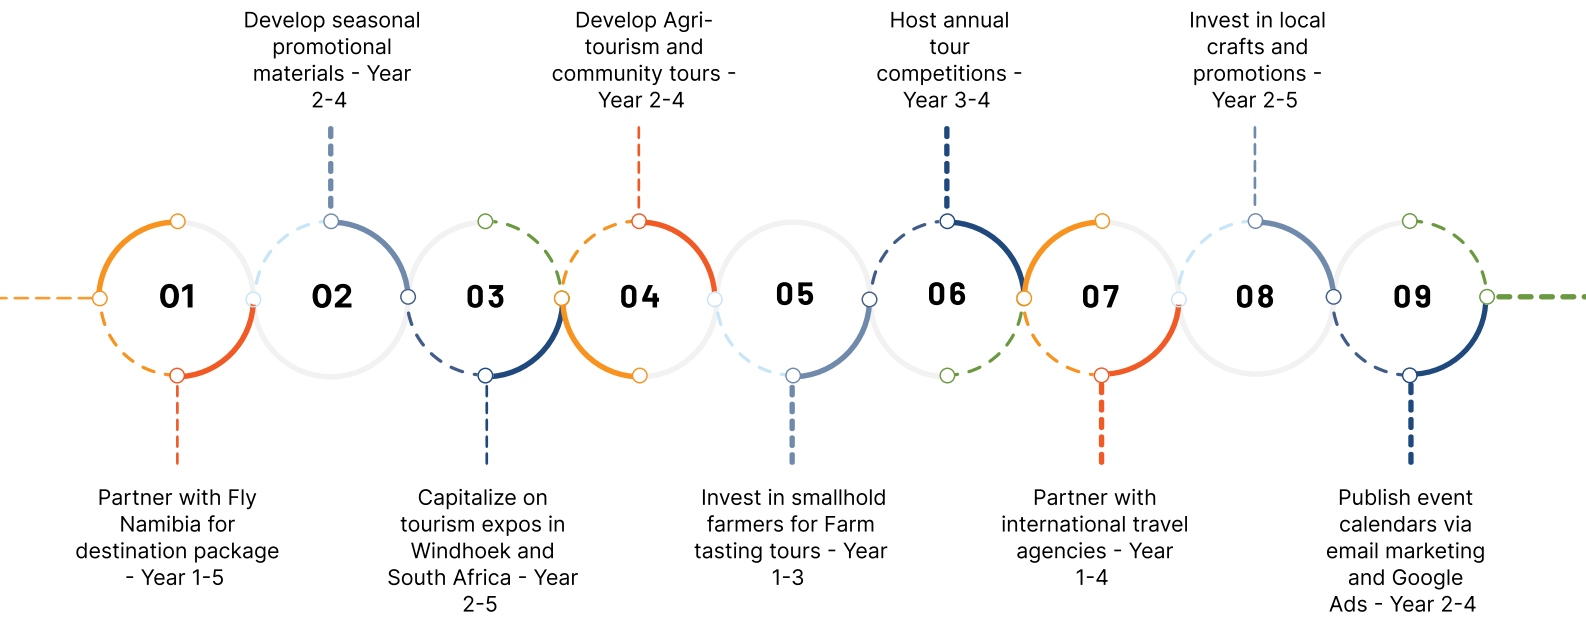 Develop seasonal
promotional
materials - Year
2-4
Develop Agri-
tourism and
community tours -
Year 2-4
Host annual
tour
competitions -
Year 3-4
Invest in local
crafts and
promotions -
Year 2-5
01
02
03
04
05
06
07
08
09
Partner with Fly
Namibia for
destination package
- Year 1-5
Capitalize on
tourism expos in
Windhoek and
South Africa - Year
2-5
Invest in smallhold
farmers for Farm
tasting tours - Year
1-3
Partner with
international travel
agencies - Year
1-4
Publish event
calendars via
email marketing
and Google
Ads - Year 2-4